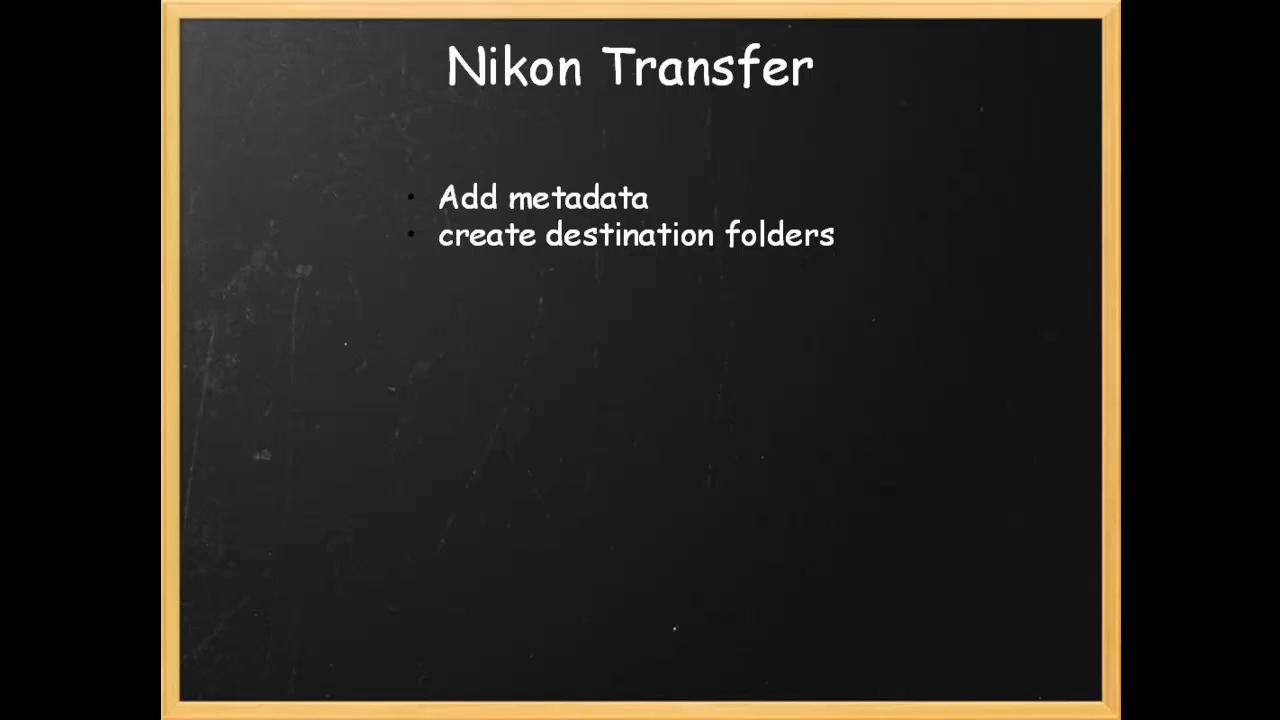 Nikon Transfer
• Add metadata
• create destination folders